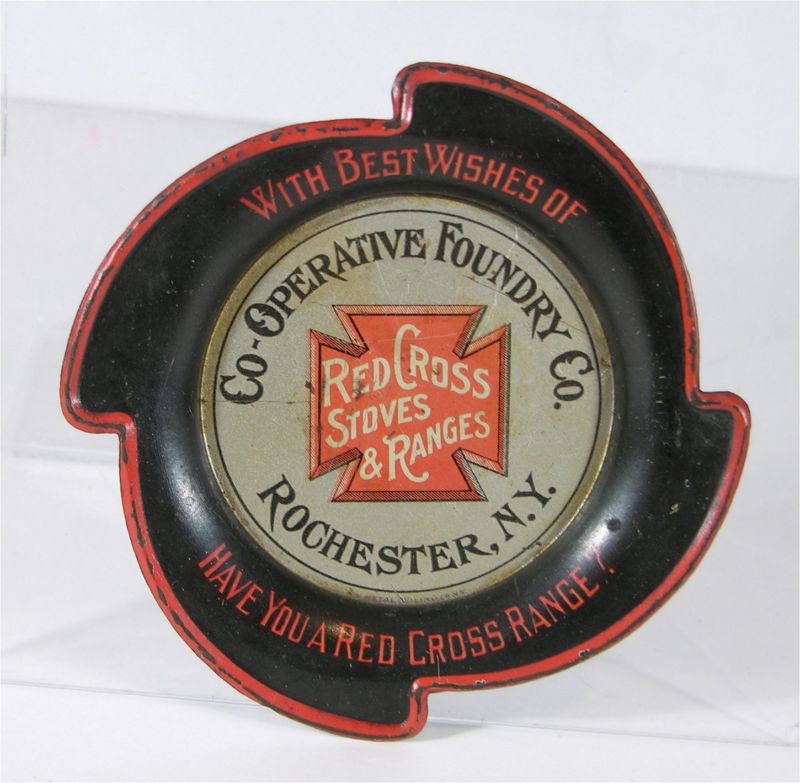 WITH BEST WISHES OF
CO-OPERATIVE FOUNDRY CO.
RED CROSS
STOVES
& RANGES
ROCHESTER, N.Y.
HAVE YOU A RED CROSS RANGE?